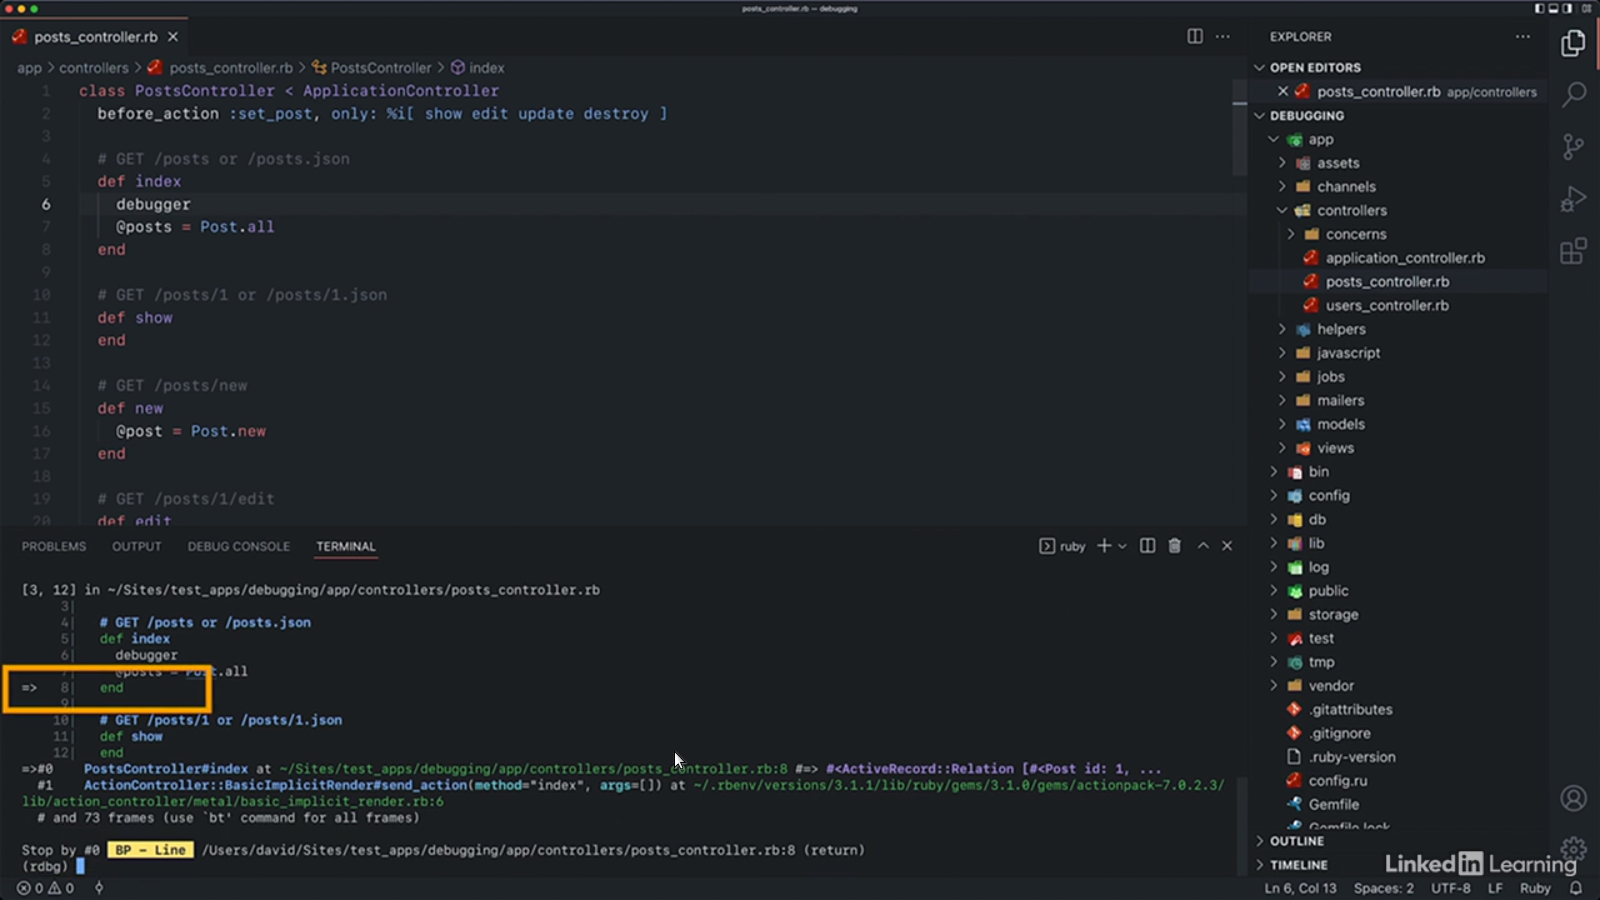 posts_controller.rb — debugging
posts_controller.rb
app > controllers > posts_controller.rb > PostsController > index
1 class PostsController < ApplicationController
2 before_action :set_post, only: %i[ show edit update destroy ]
3
4 # GET /posts or /posts.json
5 def index
6 debugger
7 @posts = Post.all
8 end
9
10 # GET /posts/1 or /posts/1.json
11 def show
12 end
13
14 # GET /posts/new
15 def new
16 @post = Post.new
17 end
18
19 # GET /posts/1/edit
20 def edit
PROBLEMS OUTPUT DEBUG CONSOLE TERMINAL
ruby
[3, 12] in ~/Sites/test_apps/debugging/app/controllers/posts_controller.rb
3|
4| # GET /posts or /posts.json
5| def index
6| debugger
7| @posts = Post.all
=> 8| end
9|
10| # GET /posts/1 or /posts/1.json
11| def show
12| end
=>#0 PostsController#index at ~/Sites/test_apps/debugging/app/controllers/posts_controller.rb:8 #=> #<ActiveRecord::Relation [#<Post id: 1, ...
#1 ActionController::BasicImplicitRender#send_action(method="index", args=[]) at ~/.rbenv/versions/3.1.1/lib/ruby/gems/3.1.0/gems/actionpack-7.0.2.3/
lib/action_controller/metal/basic_implicit_render.rb:6
# and 73 frames (use `bt' command for all frames)
Stop by #0 BP - Line /Users/david/Sites/test_apps/debugging/app/controllers/posts_controller.rb:8 (return)
(rdbg)
0 0
EXPLORER
OPEN EDITORS
posts_controller.rb app/controllers
DEBUGGING
app
assets
channels
controllers
concerns
application_controller.rb
posts_controller.rb
users_controller.rb
helpers
javascript
jobs
mailers
models
views
bin
config
db
lib
log
public
storage
test
tmp
vendor
.gitattributes
.gitignore
.ruby-version
config.ru
Gemfile
Gemfile.lock
OUTLINE
TIMELINE
LinkedIn Learning
Ln 6, Col 13 Spaces: 2 UTF-8 LF Ruby